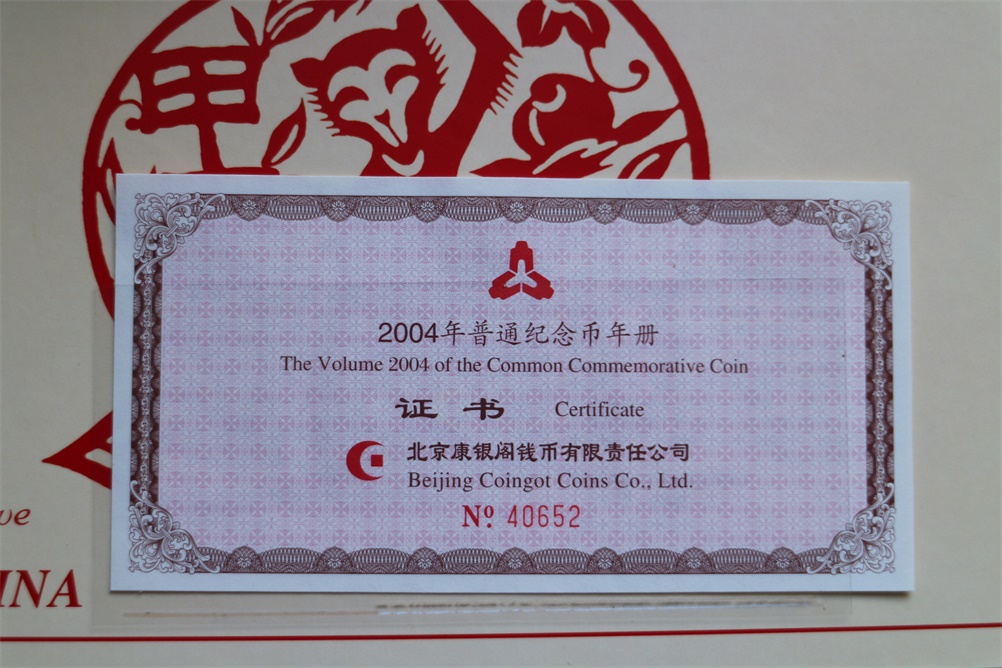 甲
2004年普通纪念币年册
The Volume 2004 of the Common Commemorative Coin
证书 Certificate
北京康银阁钱币有限责任公司
Beijing Coingot Coins Co., Ltd.
Nº 40652
ve
INA